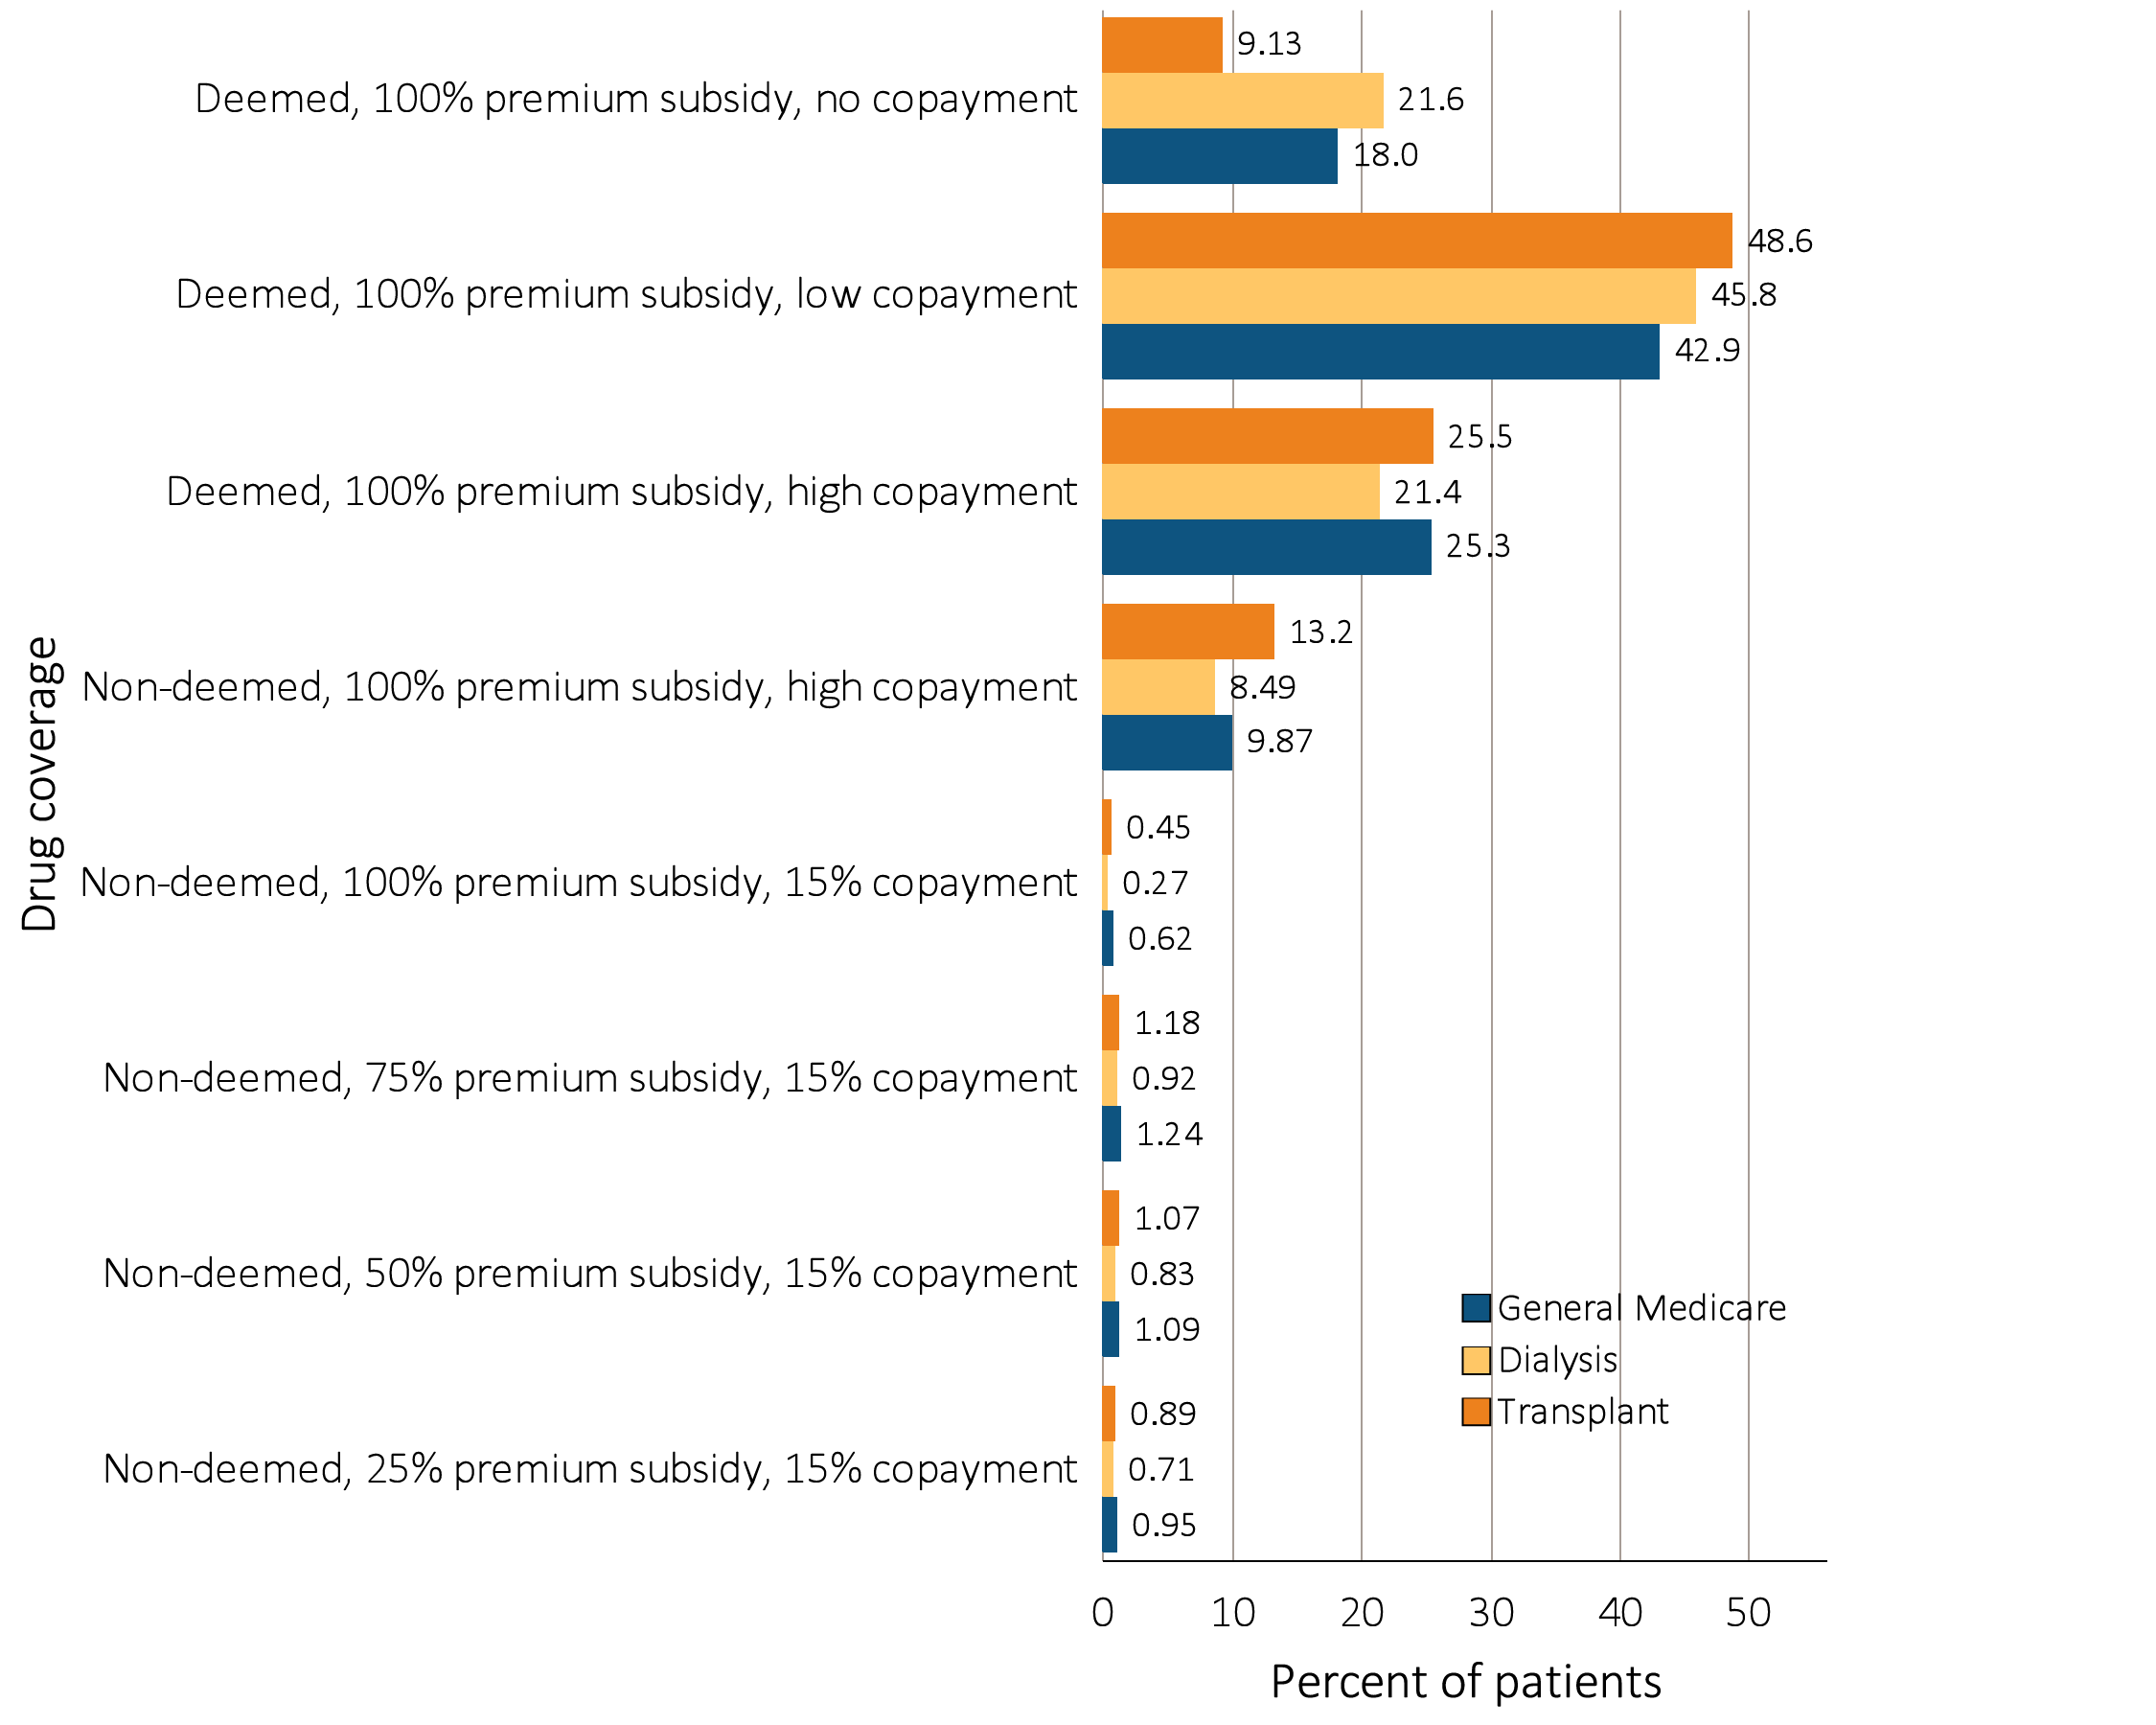 Drug coverage
Deemed, 100% premium subsidy, no copayment
9.13
21.6
18.0
Deemed, 100% premium subsidy, low copayment
48.6
45.8
42.9
Deemed, 100% premium subsidy, high copayment
25.5
21.4
25.3
Non-deemed, 100% premium subsidy, high copayment
13.2
8.49
9.87
Non-deemed, 100% premium subsidy, 15% copayment
0.45
0.27
0.62
Non-deemed, 75% premium subsidy, 15% copayment
1.18
0.92
1.24
Non-deemed, 50% premium subsidy, 15% copayment
1.07
0.83
1.09
Non-deemed, 25% premium subsidy, 15% copayment
0.89
0.71
0.95
General Medicare
Dialysis
Transplant
0 10 20 30 40 50
Percent of patients